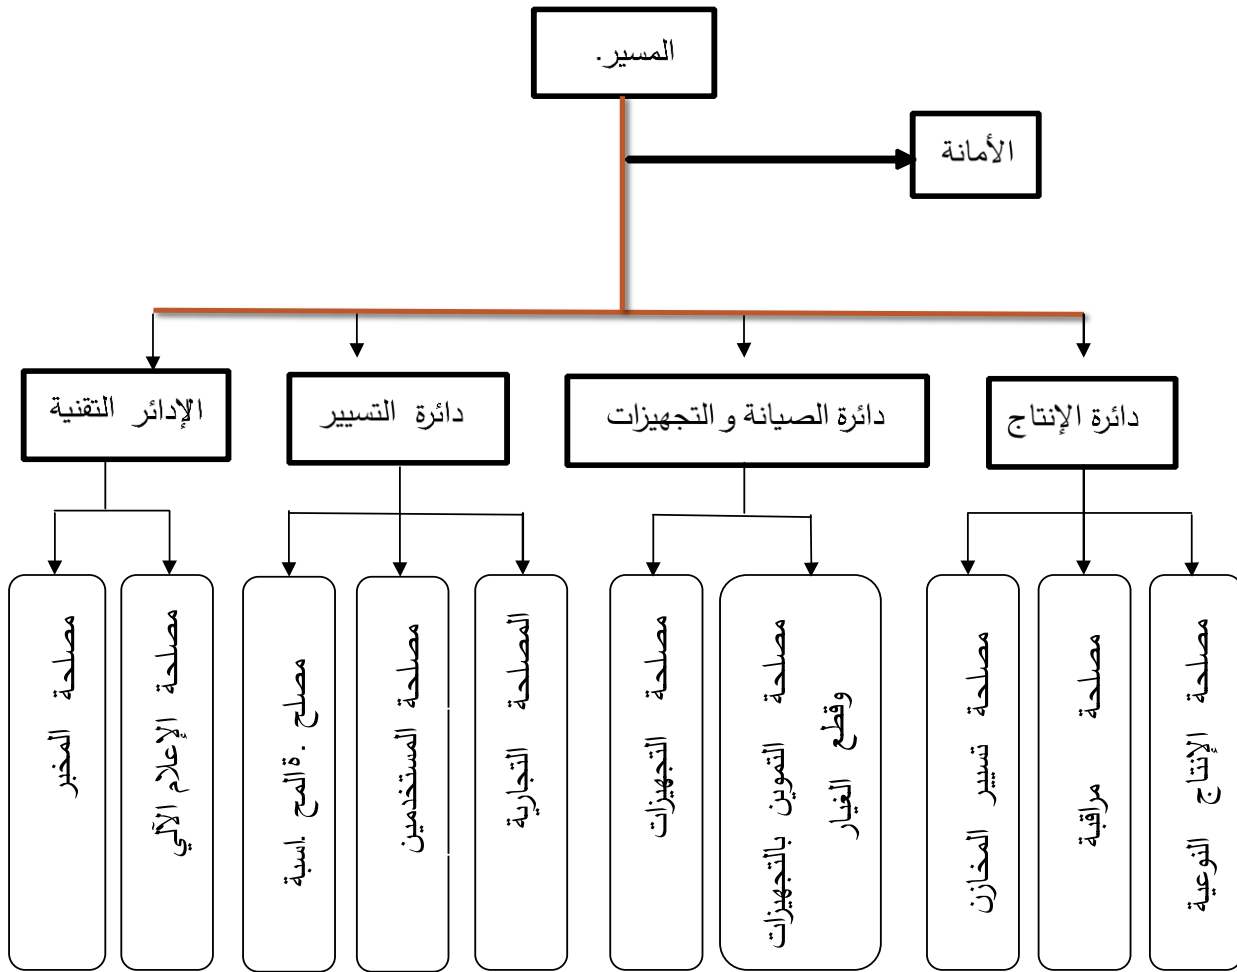 المسير.
الأمانة
دائرة الإنتاج
دائرة الصيانة و التجهيزات
دائرة التسيير
الإدائر التقنية
مصلحة الإنتاج النوعية
مصلحة مراقبة
مصلحة تسيير المخازن
مصلحة التموين بالتجهيزات
وقطع الغيار
مصلحة التجهيزات
المصلحة التجارية
مصلحة المستخدمين
مصلح .ةالمح .اسبة
مصلحة الإعلام الآلي
مصلحة المخبر